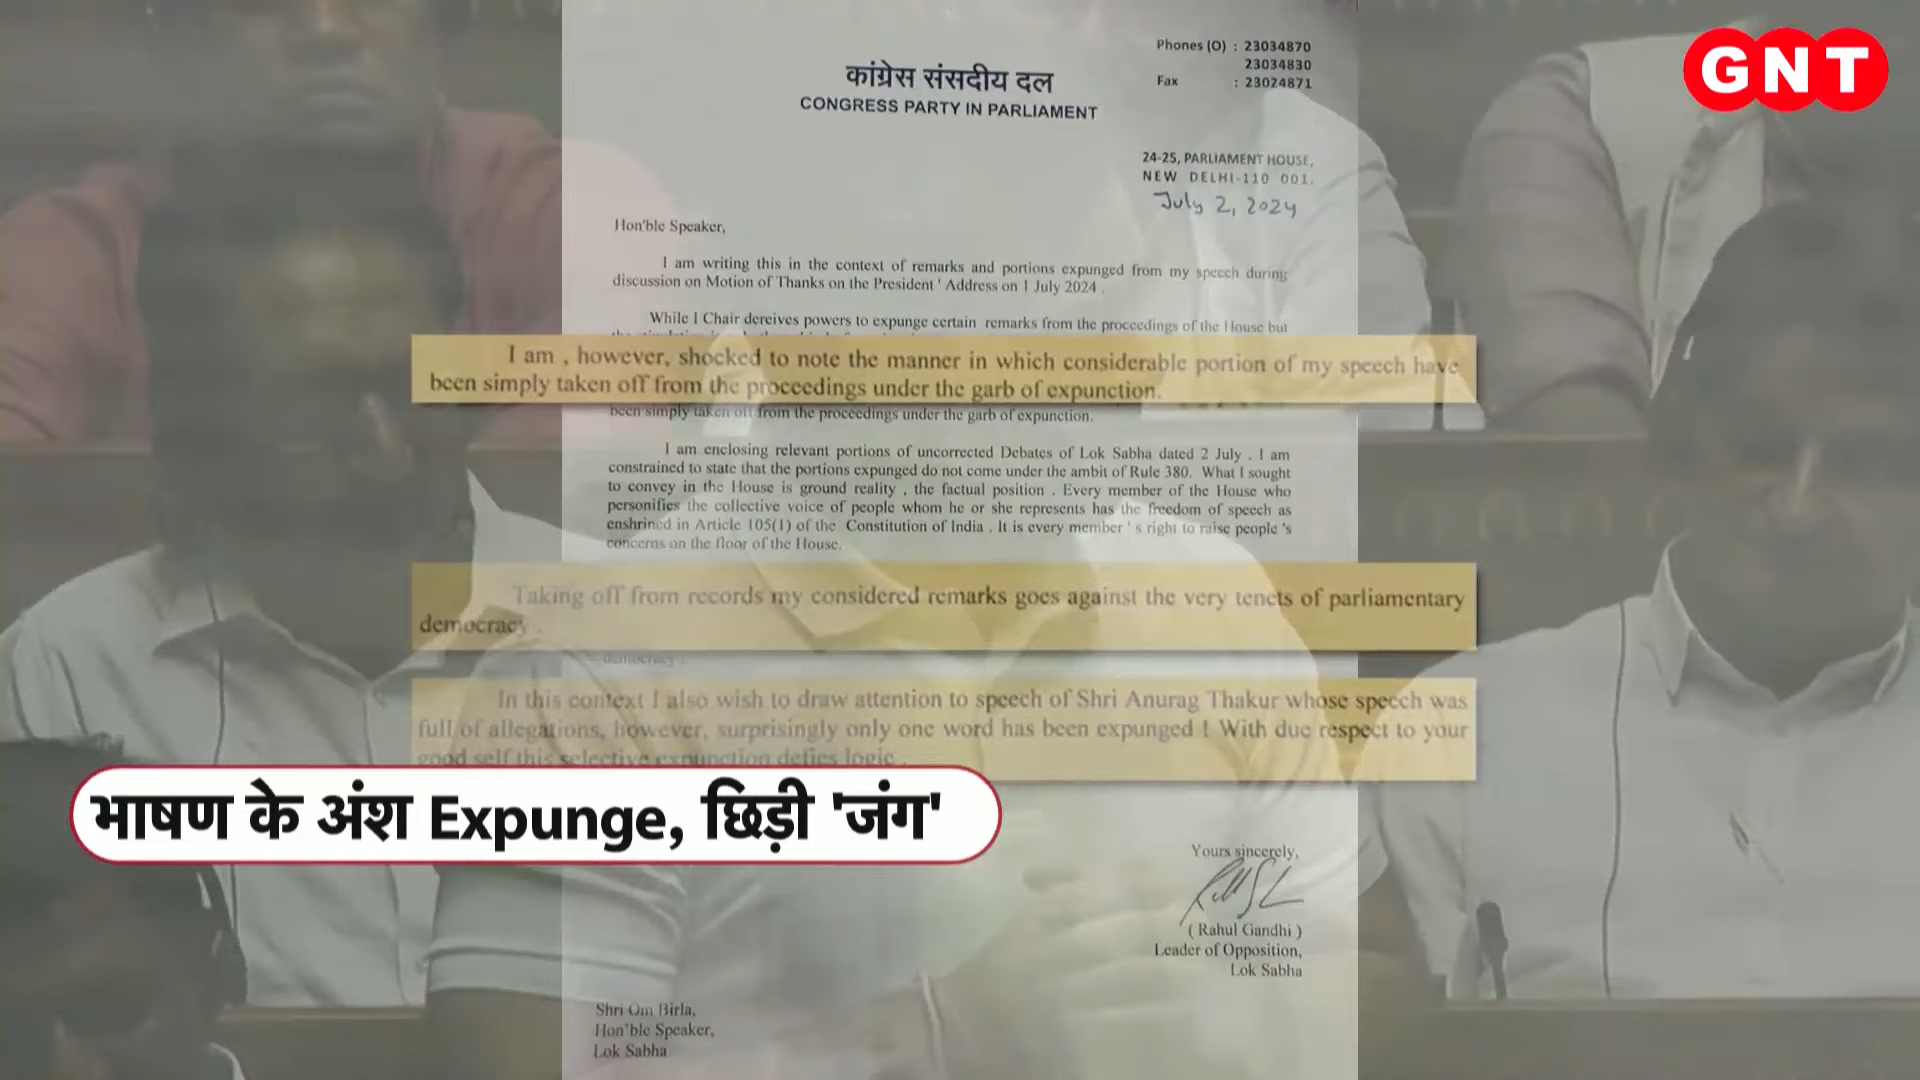 GNT
Phones (O) : 23034870
23034830
Fax : 23024871
कांग्रेस संसदीय दल
CONGRESS PARTY IN PARLIAMENT
24-25, PARLIAMENT HOUSE,
NEW DELHI-110 001.
July 2, 2024
Hon'ble Speaker,
I am writing this in the context of remarks and portions expunged from my speech during
discussion on Motion of Thanks on the President ' Address on 1 July 2024 .
While l Chair dereives powers to expunge certain remarks from the proceedings of the House but
I am , however, shocked to note the manner in which considerable portion of my speech have
been simply taken off from the proceedings under the garb of expunction.
been simply taken off from the proceedings under the garb of expunction.
I am enclosing relevant portions of uncorrected Debates of Lok Sabha dated 2 July . I am
constrained to state that the portions expunged do not come under the ambit of Rule 380. What I sought
to convey in the House is ground reality , the factual position . Every member of the House who
personifies the collective voice of people whom he or she represents has the freedom of speech as
enshrined in Article 105(1) of the Constitution of India . It is every member ' s right to raise people 's
concerns on the floor of the House.
Taking off from records my considered remarks goes against the very tenets of parliamentary
democracy .
democracy .
In this context I also wish to draw attention to speech of Shri Anurag Thakur whose speech was
full of allegations, however, surprisingly only one word has been expunged ! With due respect to your
good self this selective expunction defies logic .
भाषण के अंश Expunge, छिड़ी 'जंग'
Yours sincerely,
( Rahul Gandhi )
Leader of Opposition,
Lok Sabha
Shri Om Birla,
Hon'ble Speaker,
Lok Sabha